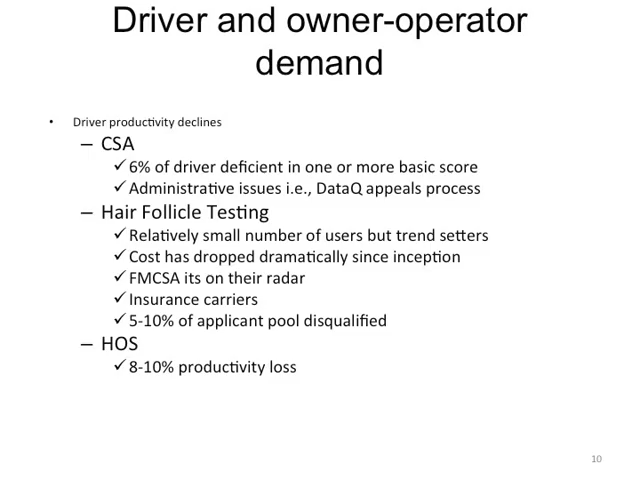 Driver and owner-operator
demand
• Driver productivity declines
– CSA
✓6% of driver deficient in one or more basic score
✓Administrative issues i.e., DataQ appeals process
– Hair Follicle Testing
✓Relatively small number of users but trend setters
✓Cost has dropped dramatically since inception
✓FMCSA its on their radar
✓Insurance carriers
✓5-10% of applicant pool disqualified
– HOS
✓8-10% productivity loss
10